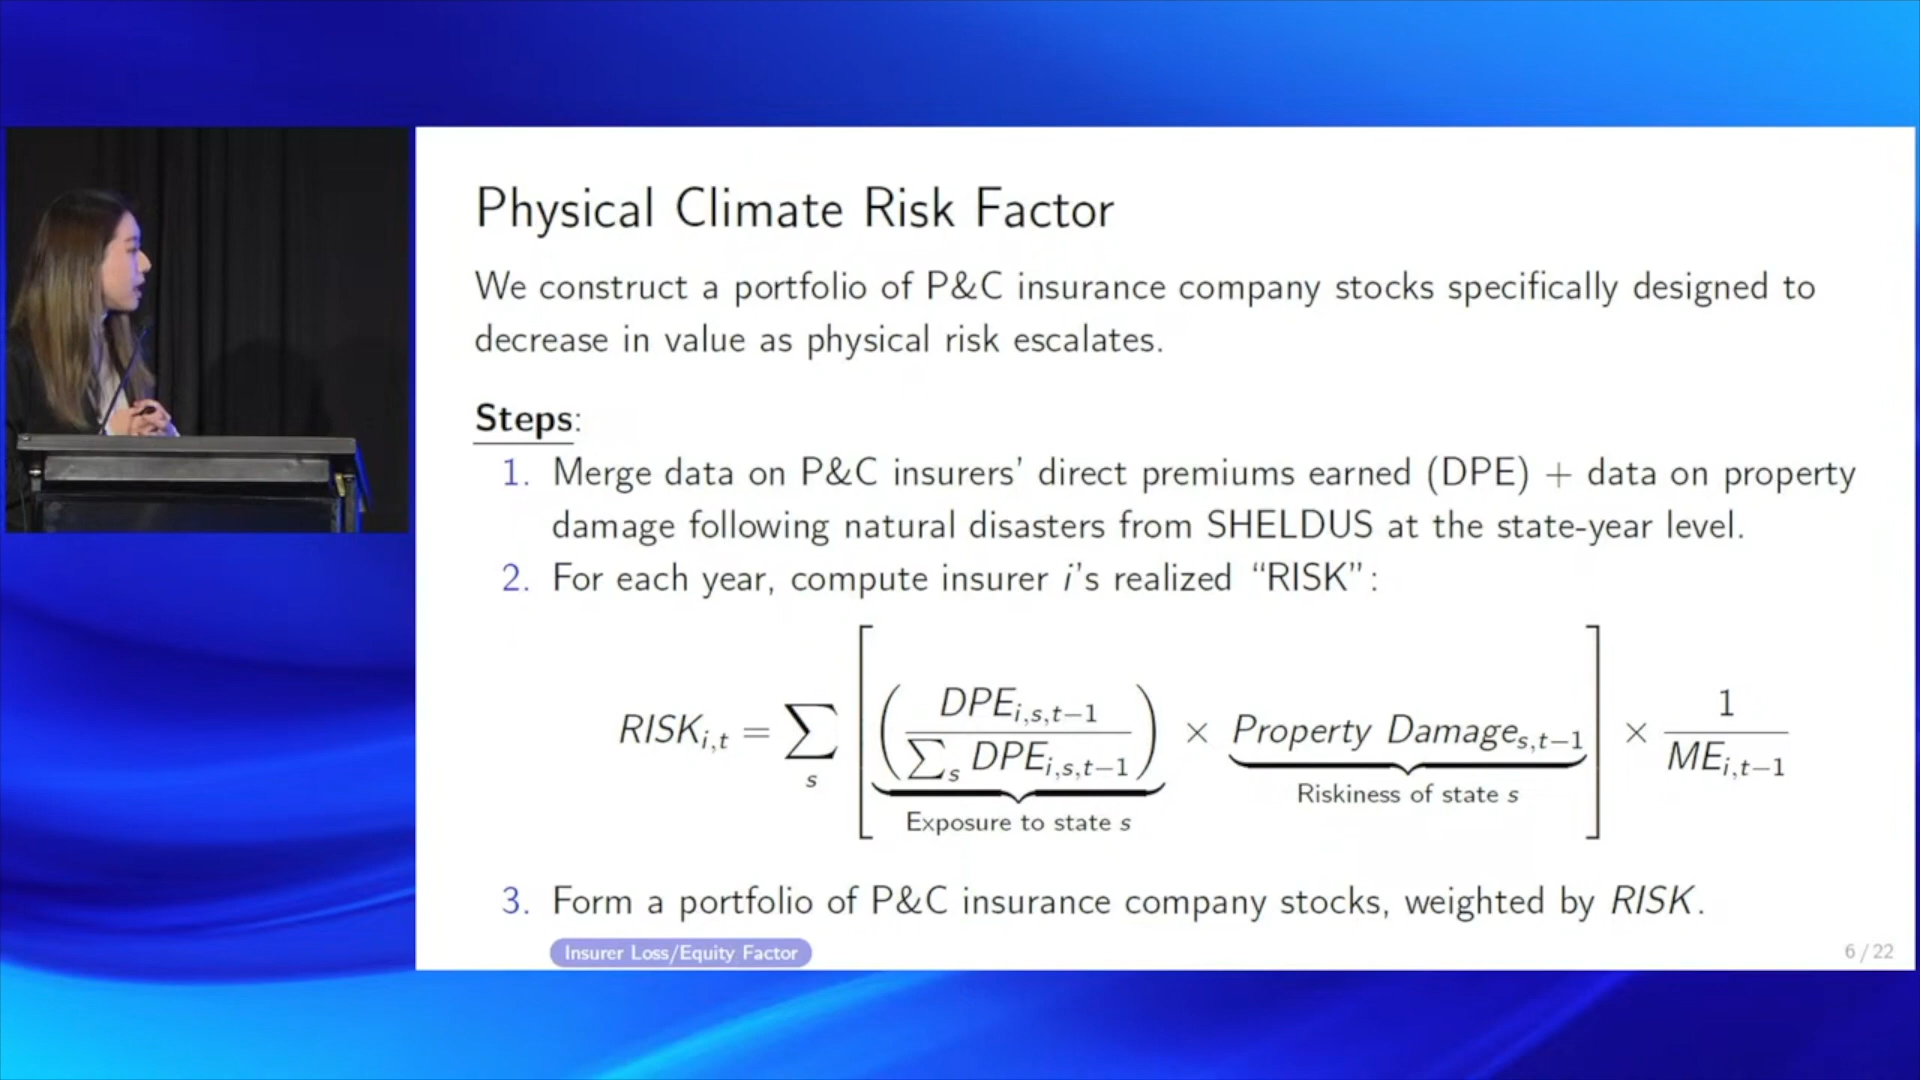 Physical Climate Risk Factor
We construct a portfolio of P&C insurance company stocks specifically designed to
decrease in value as physical risk escalates.
Steps:
1. Merge data on P&C insurers' direct premiums earned (DPE) + data on property
damage following natural disasters from SHELDUS at the state-year level.
2. For each year, compute insurer i's realized “RISK”:
RISK_{i,t} = ∑_s [ ( DPE_{i,s,t−1} / ∑_s DPE_{i,s,t−1} ) × Property Damage_{s,t−1} ] × 1 / ME_{i,t−1}
Exposure to state s
Riskiness of state s
3. Form a portfolio of P&C insurance company stocks, weighted by RISK.
Insurer Loss/Equity Factor
6 / 22